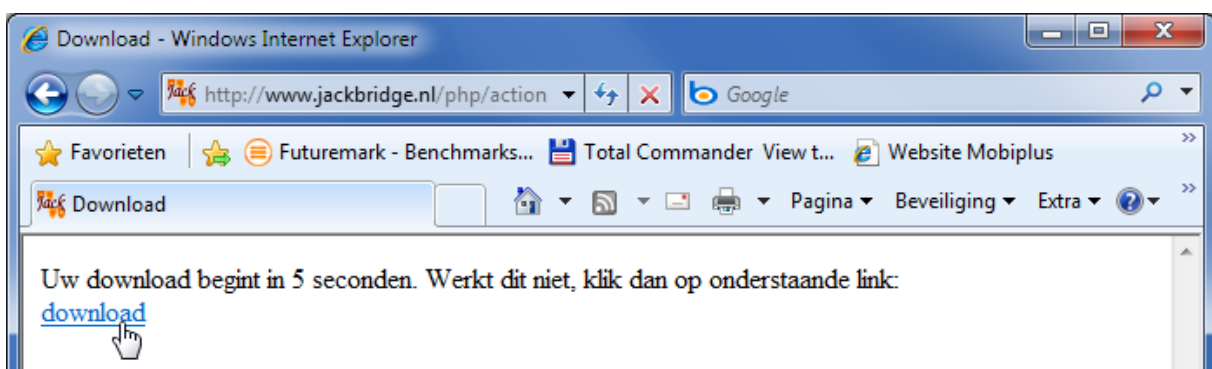 Download - Windows Internet Explorer
Jack http://www.jackbridge.nl/php/action Google
Favorieten Futuremark - Benchmarks... Total Commander View t... Website Mobiplus »
Jack Download Pagina Beveiliging Extra »
Uw download begint in 5 seconden. Werkt dit niet, klik dan op onderstaande link:
download